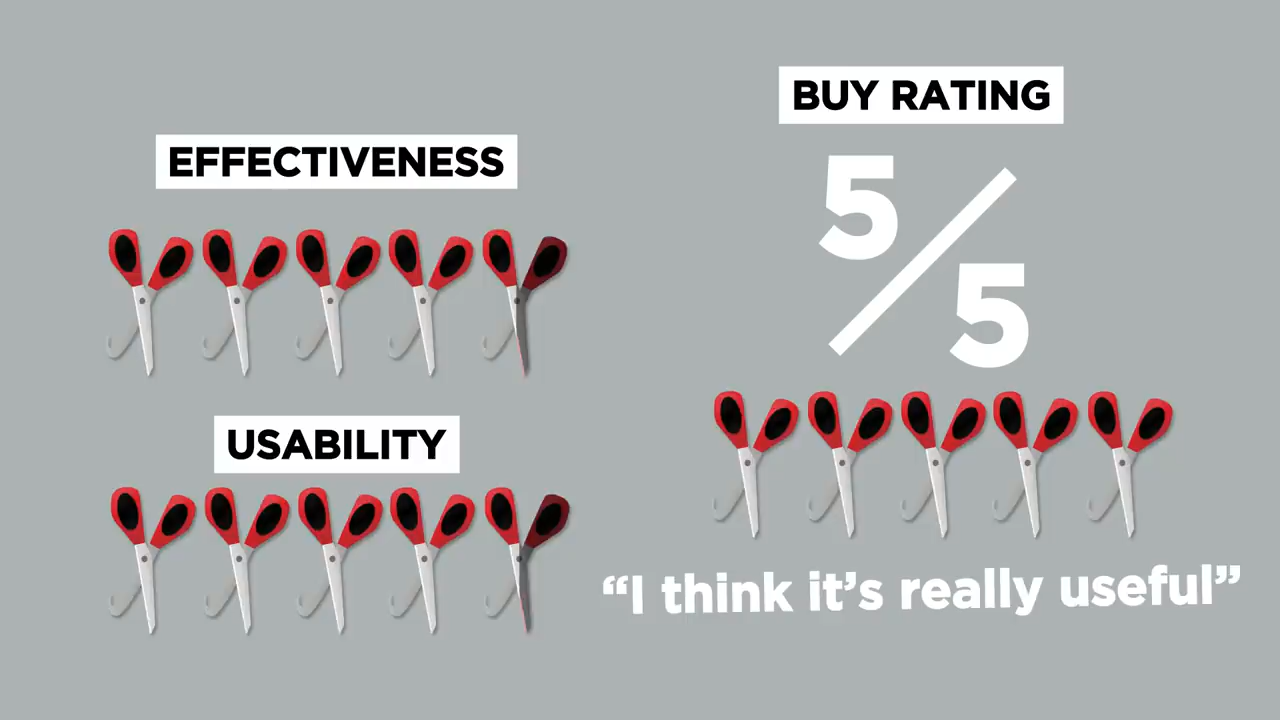 EFFECTIVENESS
USABILITY
BUY RATING
5/5
“I think it’s really useful”